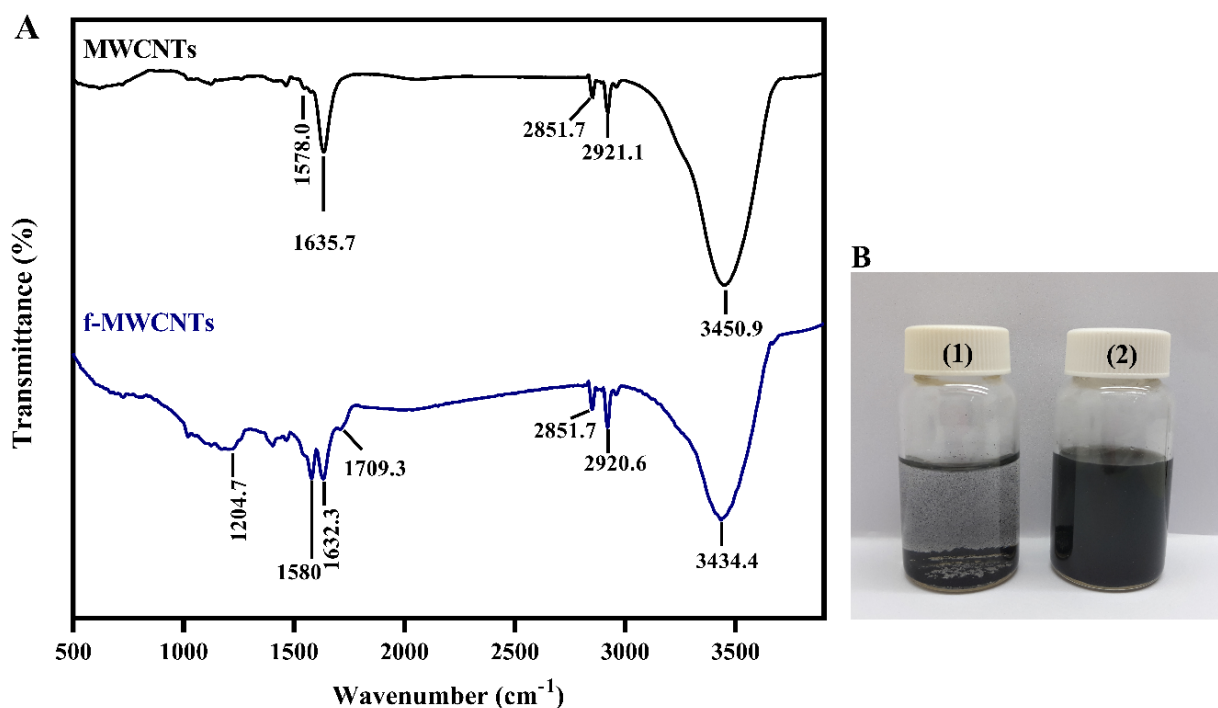 A
MWCNTs
1578.0
1635.7
2851.7
2921.1
3450.9
f-MWCNTs
1204.7
1580
1632.3
1709.3
2851.7
2920.6
3434.4
Transmittance (%)
500 1000 1500 2000 2500 3000 3500
Wavenumber (cm⁻¹)
B
(1) (2)